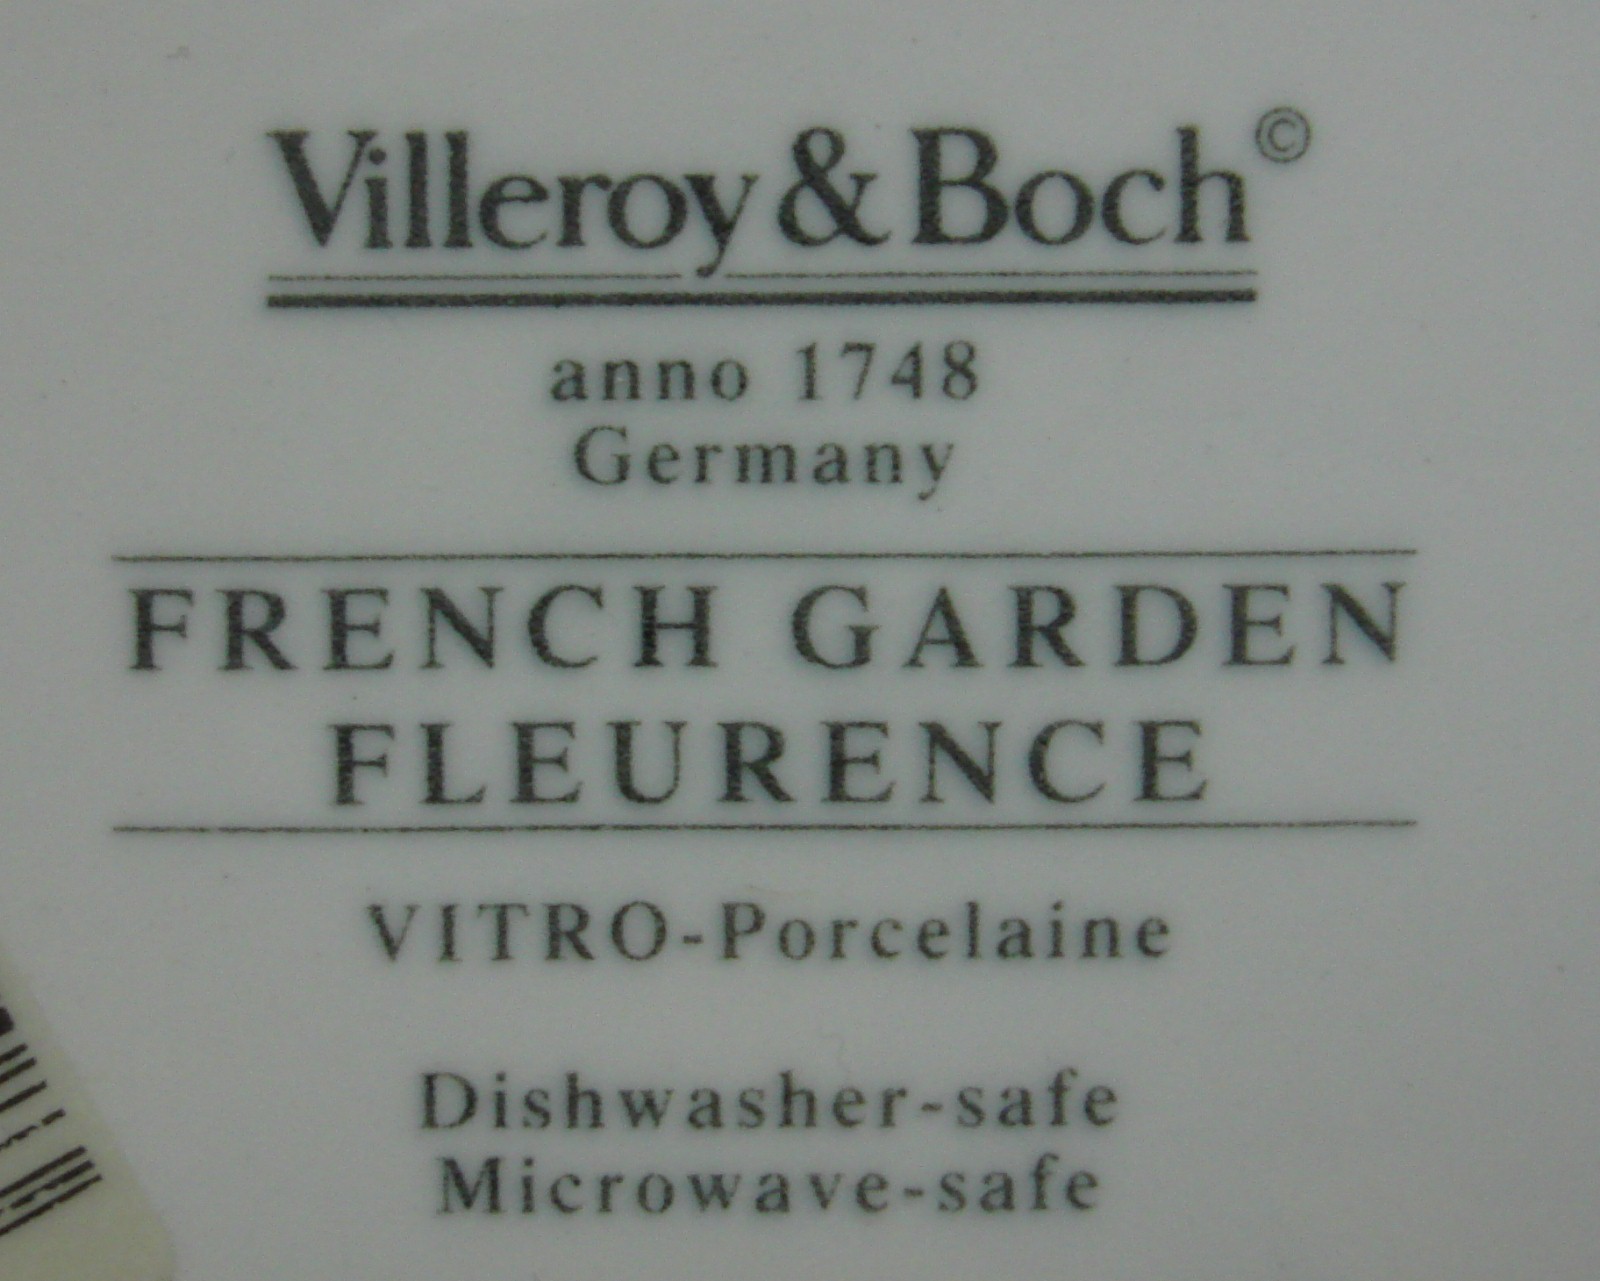 Villeroy & Boch©
anno 1748
Germany
FRENCH GARDEN
FLEURENCE
VITRO-Porcelaine
Dishwasher-safe
Microwave-safe